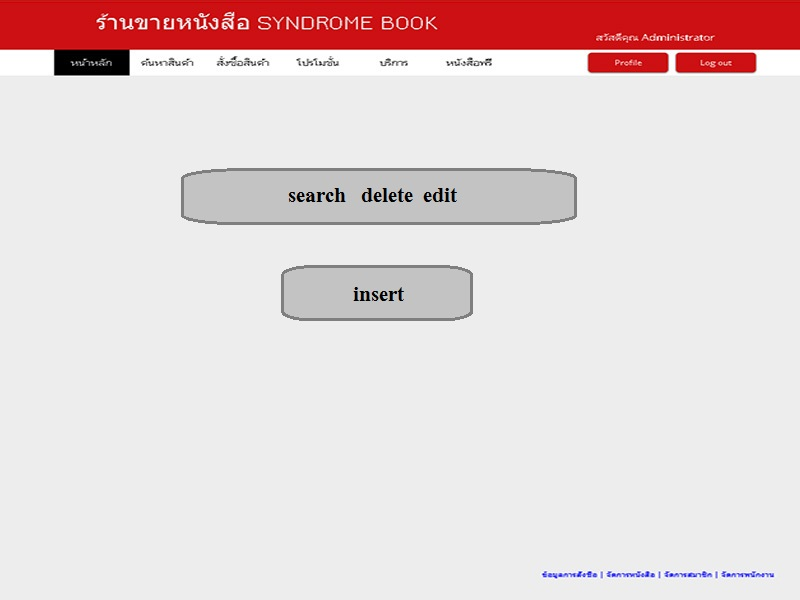 ร้านขายหนังสือ SYNDROME BOOK
สวัสดีคุณ Administrator
หน้าหลัก ค้นหาสินค้า สั่งซื้อสินค้า โปรโมชั่น บริการ หนังสือฟรี Profile Log out
search delete edit
insert
ข้อมูลการสั่งซื้อ | จัดการหนังสือ | จัดการสมาชิก | จัดการพนักงาน